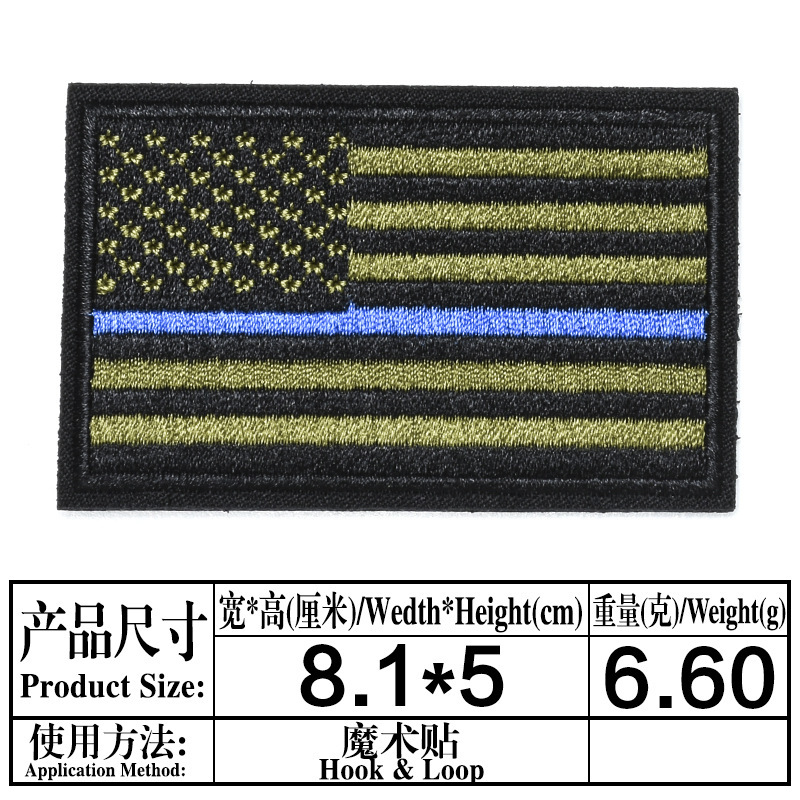 产品尺寸
Product Size:
宽*高(厘米)/Wedth*Height(cm)
重量(克)/Weight(g)
8.1*5
6.60
使用方法:
Application Method:
魔术贴
Hook & Loop